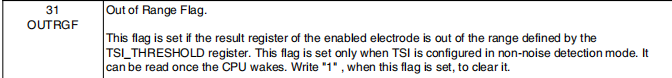 31
OUTRGF
Out of Range Flag.
This flag is set if the result register of the enabled electrode is out of the range defined by the
TSI_THRESHOLD register. This flag is set only when TSI is configured in non-noise detection mode. It
can be read once the CPU wakes. Write "1" , when this flag is set, to clear it.